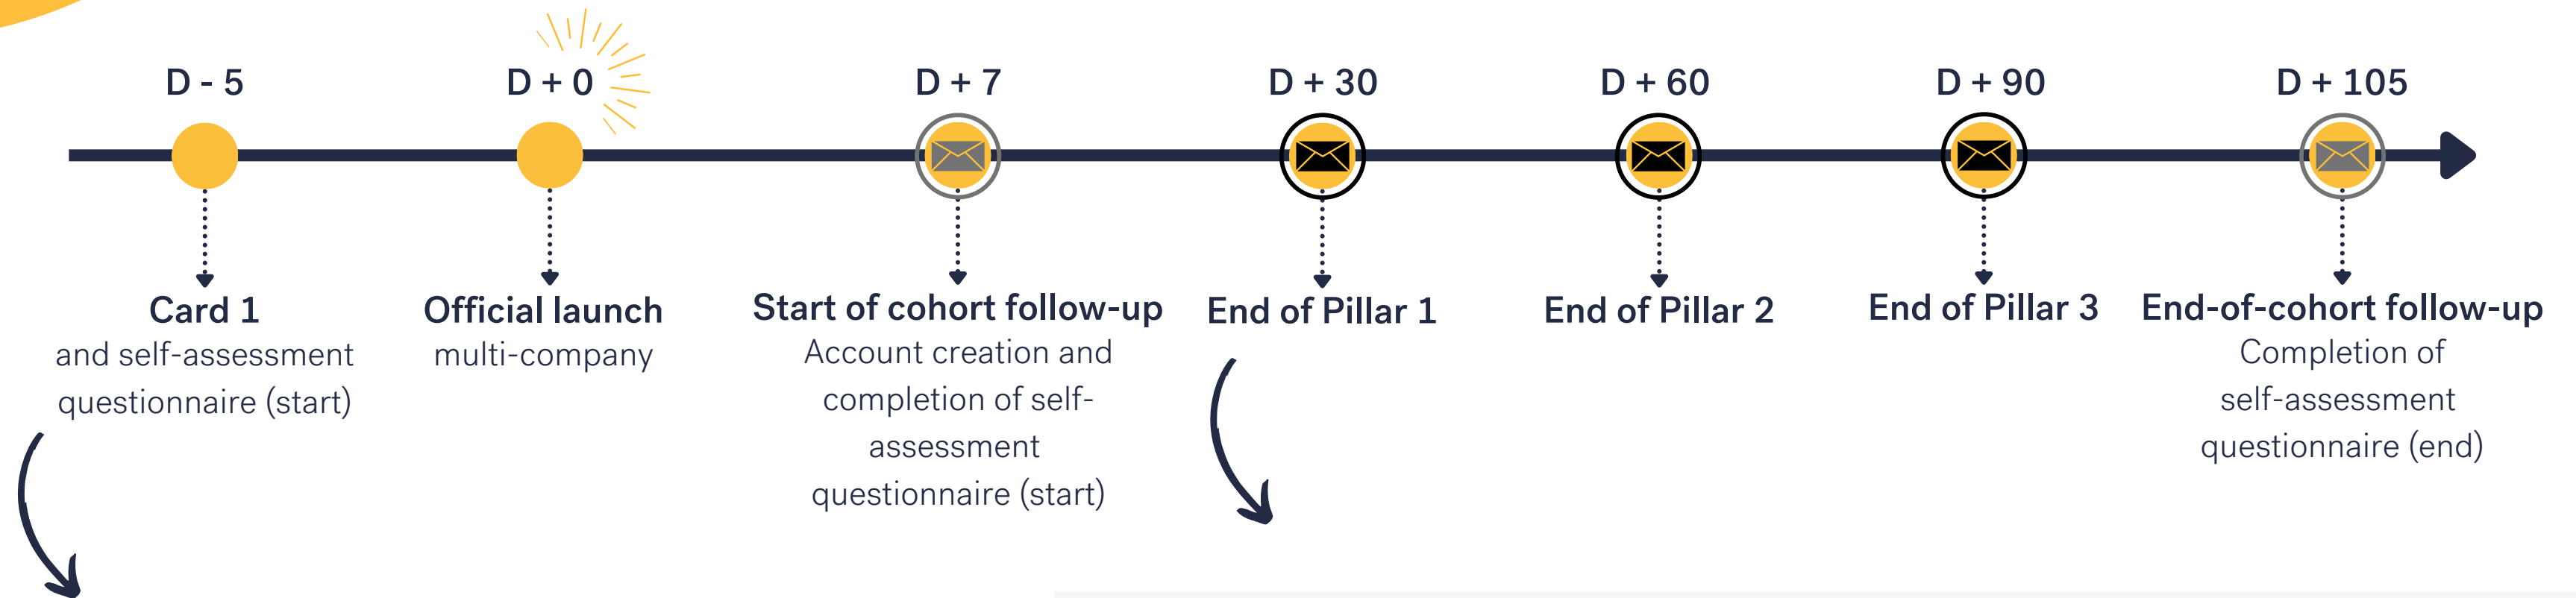 D - 5
D + 0
D + 7
D + 30
D + 60
D + 90
D + 105
Card 1
and self-assessment
questionnaire (start)
Official launch
multi-company
Start of cohort follow-up
Account creation and
completion of self-
assessment
questionnaire (start)
End of Pillar 1
End of Pillar 2
End of Pillar 3
End-of-cohort follow-up
Completion of
self-assessment
questionnaire (end)